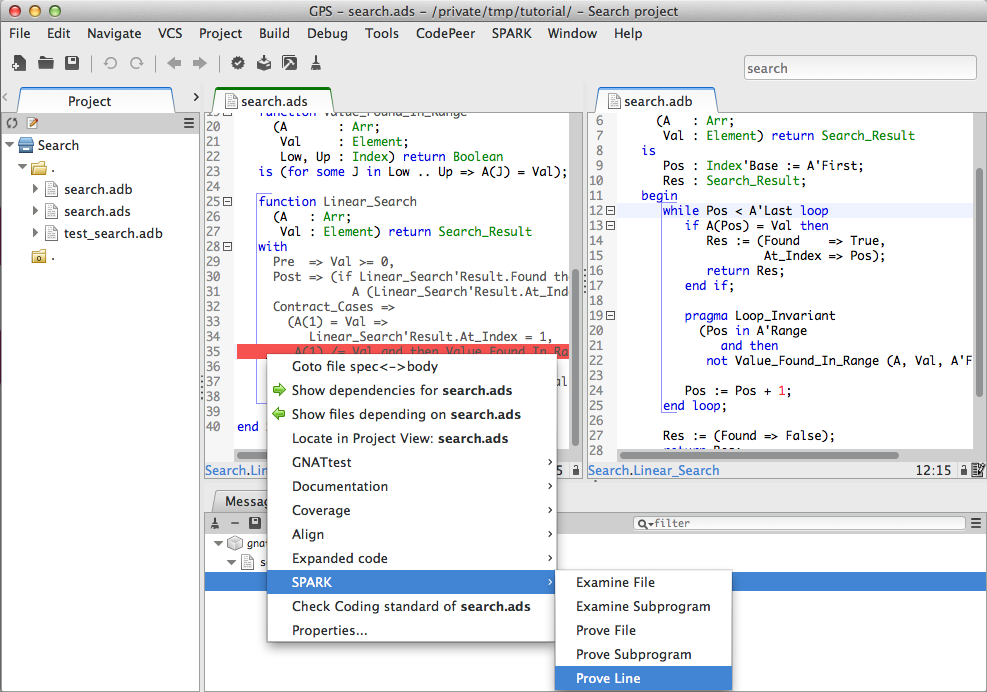 GPS - search.ads - /private/tmp/tutorial/ - Search project
File Edit Navigate VCS Project Build Debug Tools CodePeer SPARK Window Help
search
Project
Search
.
search.adb
search.ads
test_search.adb
.
search.ads
19 function Value_Found_In_Range
20 (A : Arr;
21 Val : Element;
22 Low, Up : Index) return Boolean
23 is (for some J in Low .. Up => A(J) = Val);
24
25 function Linear_Search
26 (A : Arr;
27 Val : Element) return Search_Result
28 with
29 Pre => Val >= 0,
30 Post => (if Linear_Search'Result.Found th
31 A (Linear_Search'Result.At_Inde
32 Contract_Cases =>
33 (A(1) = Val =>
34 Linear_Search'Result.At_Index = 1,
35 A(1) /= Val and then Value_Found_In_Ra
36
37 al
38
39
40 end
Search.Lin
5
search.adb
6 (A : Arr;
7 Val : Element) return Search_Result
8 is
9 Pos : Index'Base := A'First;
10 Res : Search_Result;
11 begin
12 while Pos < A'Last loop
13 if A(Pos) = Val then
14 Res := (Found => True,
15 At_Index => Pos);
16 return Res;
17 end if;
18
19 pragma Loop_Invariant
20 (Pos in A'Range
21 and then
22 not Value_Found_In_Range (A, Val, A'F
23
24 Pos := Pos + 1;
25 end loop;
26
27 Res := (Found => False);
28 return Res;
Search.Linear_Search
12:15
Messag
filter
gna
s
Goto file spec<->body
Show dependencies for search.ads
Show files depending on search.ads
Locate in Project View: search.ads
GNATtest
Documentation
Coverage
Align
Expanded code
SPARK
Check Coding standard of search.ads
Properties...
Examine File
Examine Subprogram
Prove File
Prove Subprogram
Prove Line